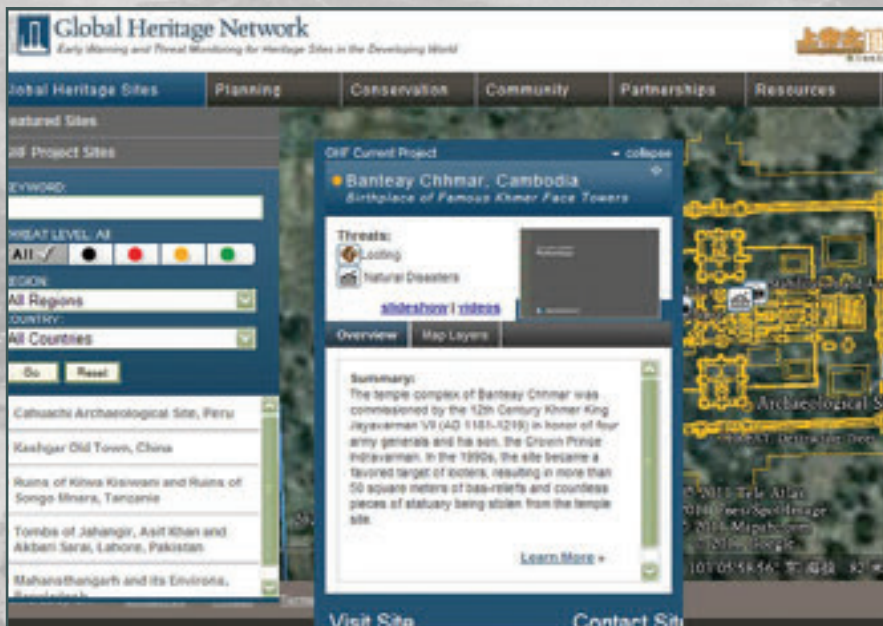 Global Heritage Network
Early Warning and Threat Monitoring for Heritage Sites in the Developing World
lobal Heritage Sites
Planning
Conservation
Community
Partnerships
Resources
eatured Sites
Project Sites
EYWORD:
THREAT LEVEL: All
All
REGION:
All Regions
COUNTRY:
All Countries
Go
Reset
Cahuachi Archaeological Site, Peru
Kashgar Old Town, China
Ruins of Kilwa Kisiwani and Ruins of
Songo Mnara, Tanzania
Tombs of Jahangir, Asif Khan and
Akbari Sarai, Lahore, Pakistan
Mahansthangarh and its Environs,
GHF Current Project
collapse
Banteay Chhmar, Cambodia
Birthplace of Famous Khmer Face Towers
Threats:
Looting
Natural Disasters
slideshow | videos
Overview
Map Layers
Summary:
The temple complex of Banteay Chhmar was
commissioned by the 12th Century Khmer King
Jayavarman VII (AD 1181-1219) in honor of four
army generals and his son, the Crown Prince
Indravarman. In the 1990s, the site became a
favored target of looters, resulting in more than
50 square meters of bas-reliefs and countless
pieces of statuary being stolen from the temple
site.
Learn More »
Visit Site
Contact Site
Archaeological S
Tele Atlas